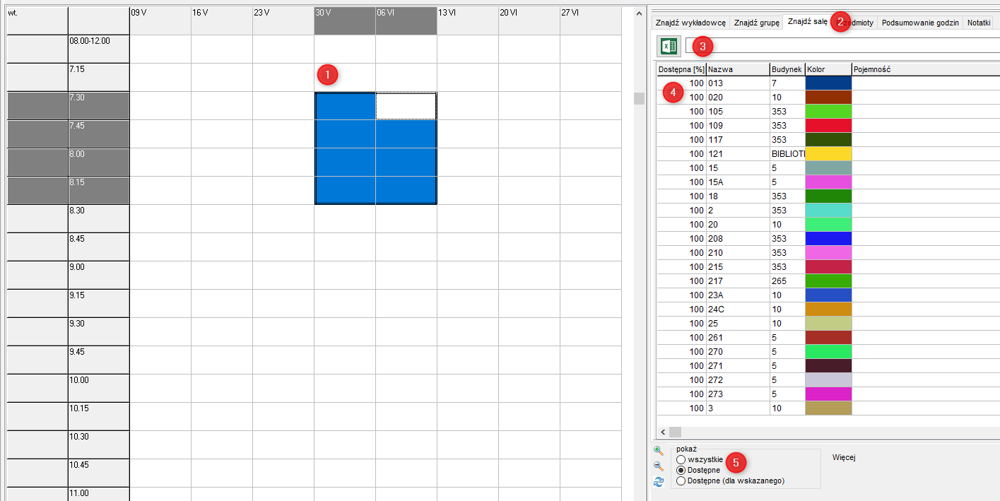 wt. 09 V 16 V 23 V 30 V 06 VI 13 VI 20 VI 27 VI
08.00-12.00
7.15
1
7.30
7.45
8.00
8.15
8.30
8.45
9.00
9.15
9.30
9.45
10.00
10.15
10.30
10.45
11.00
Znajdź wykładowcę Znajdź grupę Znajdź salę 2 Podsumowanie godzin Notatki
3
Dostępna [%] Nazwa Budynek Kolor Pojemność
100 013 7
4
100 020 10
100 105 353
100 109 353
100 117 353
100 121 BIBLIOT
100 15 5
100 15A 5
100 18 353
100 2 353
100 20 10
100 208 353
100 210 353
100 215 353
100 217 265
100 23A 10
100 24C 10
100 25 10
100 261 5
100 270 5
100 271 5
100 272 5
100 273 5
100 3 10
pokaż
wszystkie 5
Dostępne
Dostępne (dla wskazanego)
Więcej